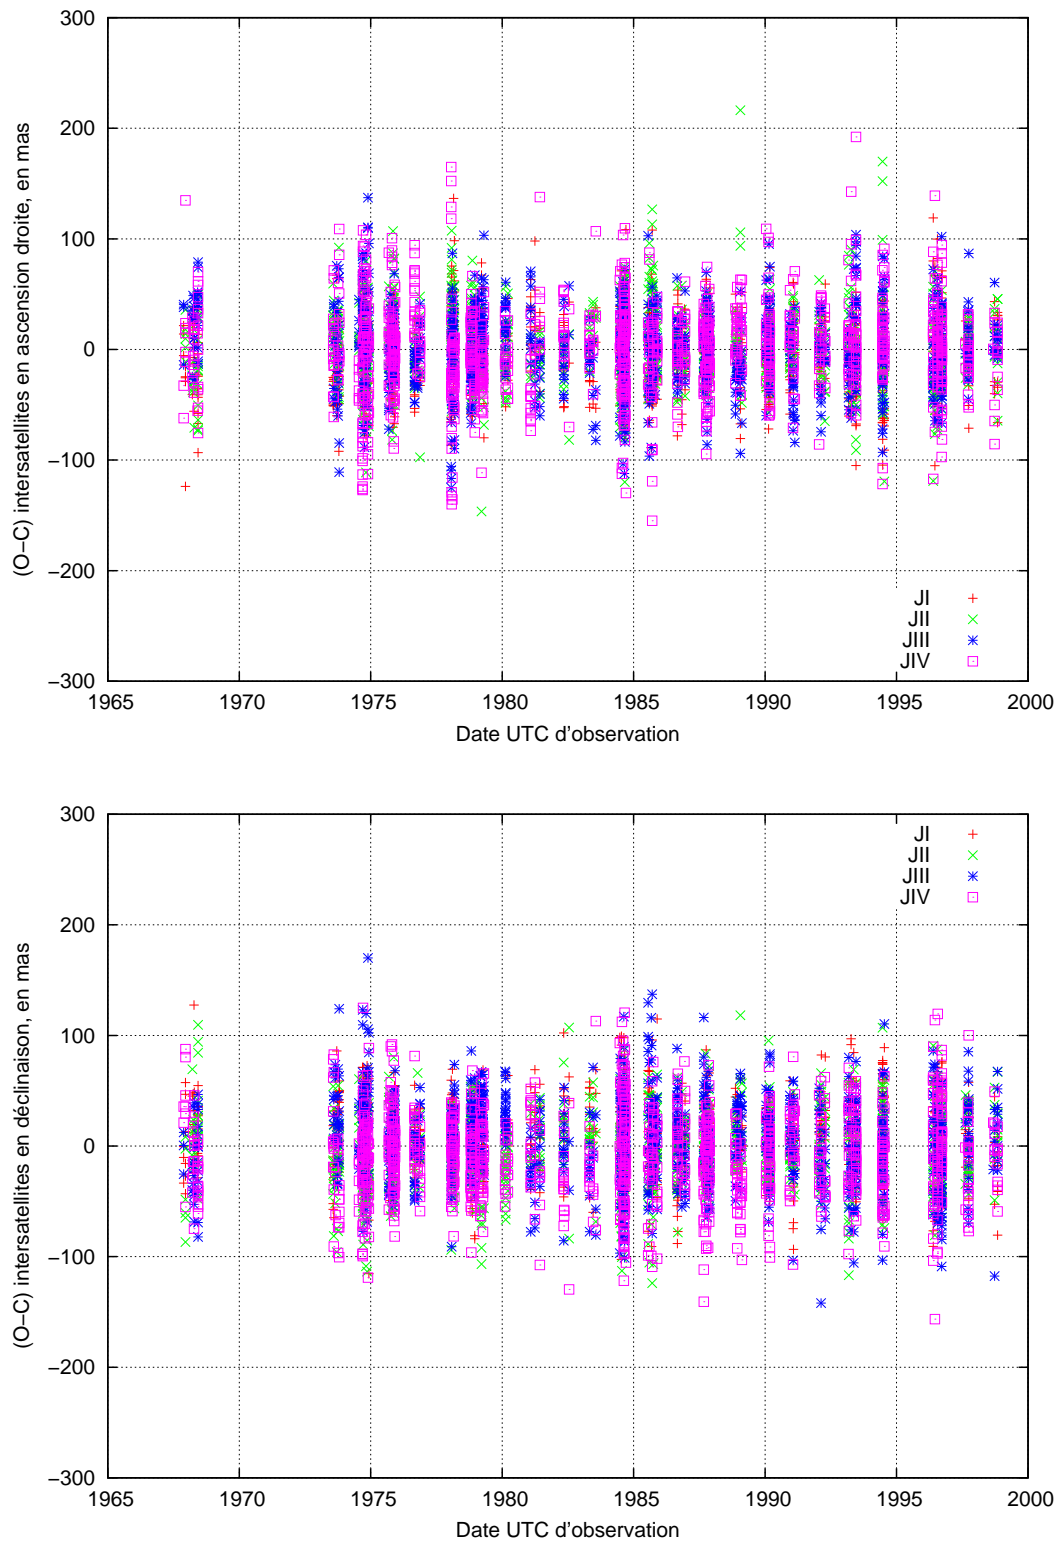 300
200
100
0
−100
−200
−300
(O−C) intersatellites en ascension droite, en mas
JI
JII
JIII
JIV
1965 1970 1975 1980 1985 1990 1995 2000
Date UTC d'observation
300
200
100
0
−100
−200
−300
(O−C) intersatellites en déclinaison, en mas
JI
JII
JIII
JIV
1965 1970 1975 1980 1985 1990 1995 2000
Date UTC d'observation